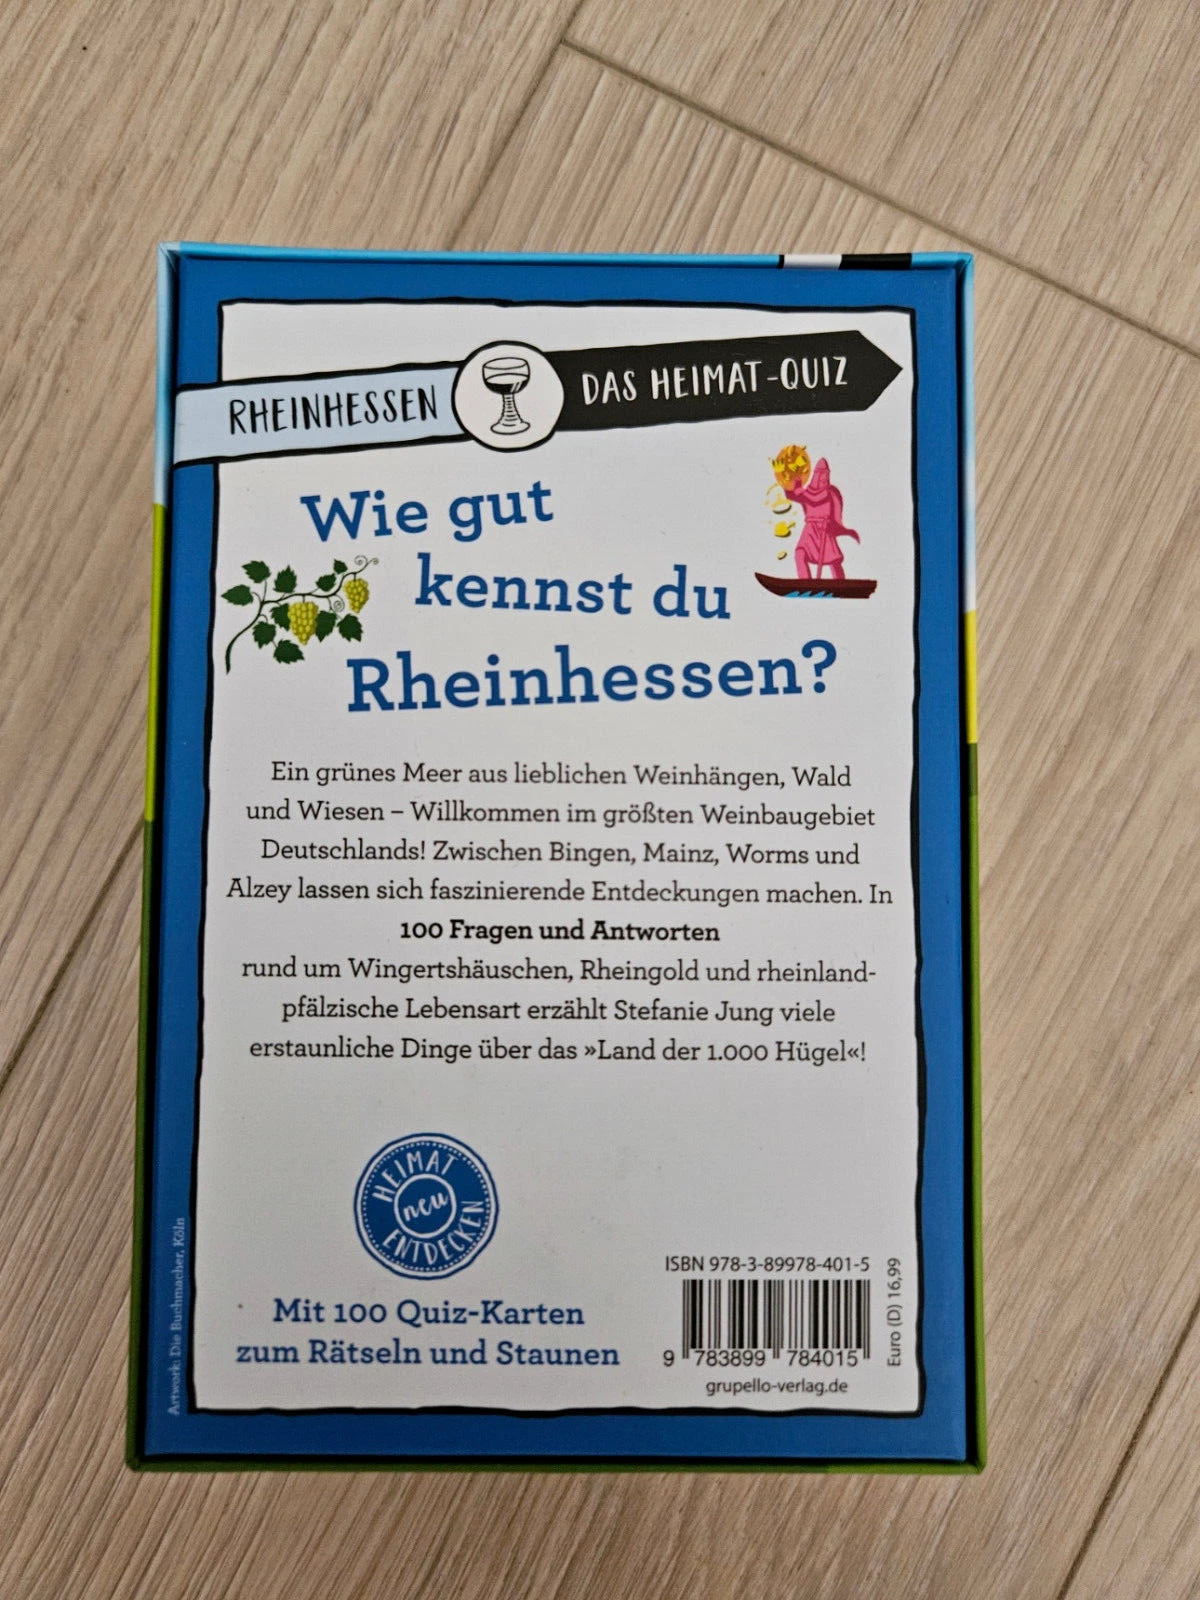 RHEINHESSEN DAS HEIMAT-QUIZ
Wie gut
kennst du
Rheinhessen?
Ein grünes Meer aus lieblichen Weinhängen, Wald
und Wiesen – Willkommen im größten Weinbaugebiet
Deutschlands! Zwischen Bingen, Mainz, Worms und
Alzey lassen sich faszinierende Entdeckungen machen. In
100 Fragen und Antworten
rund um Wingertshäuschen, Rheingold und rheinland-
pfälzische Lebensart erzählt Stefanie Jung viele
erstaunliche Dinge über das »Land der 1.000 Hügel«!
HEIMAT
neu
ENTDECKEN
Mit 100 Quiz-Karten
zum Rätseln und Staunen
Artwork: Die Buchmacher, Köln
ISBN 978-3-89978-401-5
9 783899 784015
grupello-verlag.de
Euro (D) 16,99